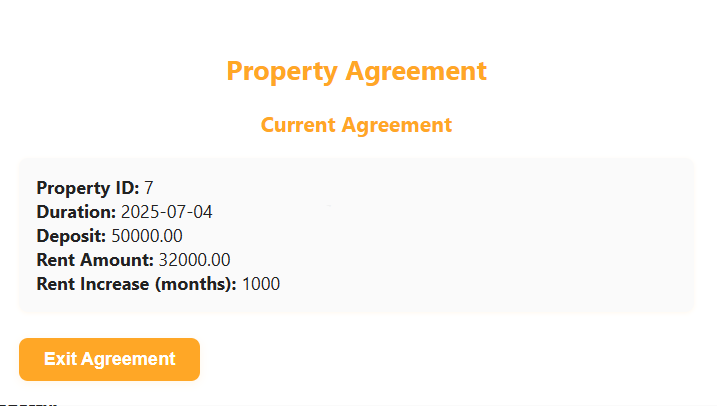 Property Agreement
Current Agreement
Property ID: 7
Duration: 2025-07-04
Deposit: 50000.00
Rent Amount: 32000.00
Rent Increase (months): 1000
Exit Agreement